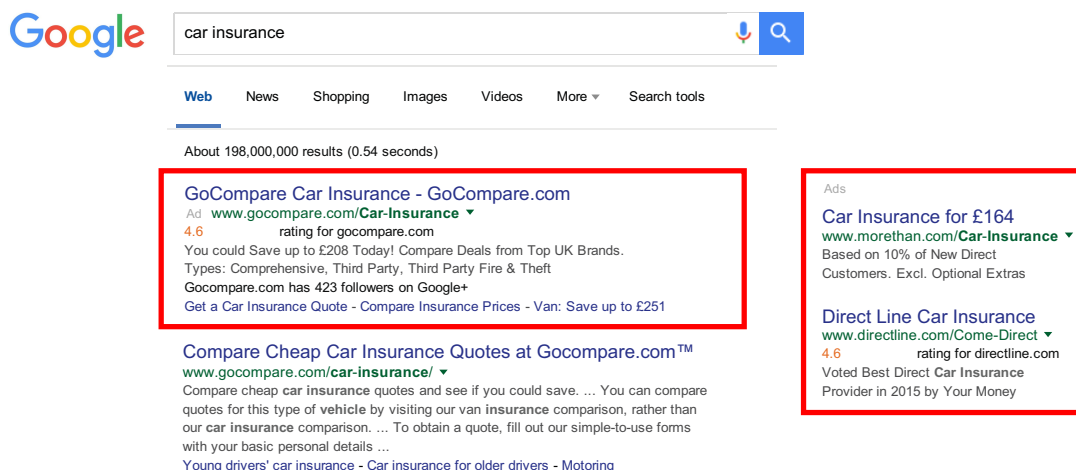 Google
car insurance
Web News Shopping Images Videos More Search tools
About 198,000,000 results (0.54 seconds)
GoCompare Car Insurance - GoCompare.com
Ad www.gocompare.com/Car-Insurance
4.6 rating for gocompare.com
You could Save up to £208 Today! Compare Deals from Top UK Brands.
Types: Comprehensive, Third Party, Third Party Fire & Theft
Gocompare.com has 423 followers on Google+
Get a Car Insurance Quote - Compare Insurance Prices - Van: Save up to £251
Compare Cheap Car Insurance Quotes at Gocompare.com™
www.gocompare.com/car-insurance/
Compare cheap car insurance quotes and see if you could save. ... You can compare
quotes for this type of vehicle by visiting our van insurance comparison, rather than
our car insurance comparison. ... To obtain a quote, fill out our simple-to-use forms
with your basic personal details ...
Young drivers' car insurance - Car insurance for older drivers - Motoring
Ads
Car Insurance for £164
www.morethan.com/Car-Insurance
Based on 10% of New Direct
Customers. Excl. Optional Extras
Direct Line Car Insurance
www.directline.com/Come-Direct
4.6 rating for directline.com
Voted Best Direct Car Insurance
Provider in 2015 by Your Money